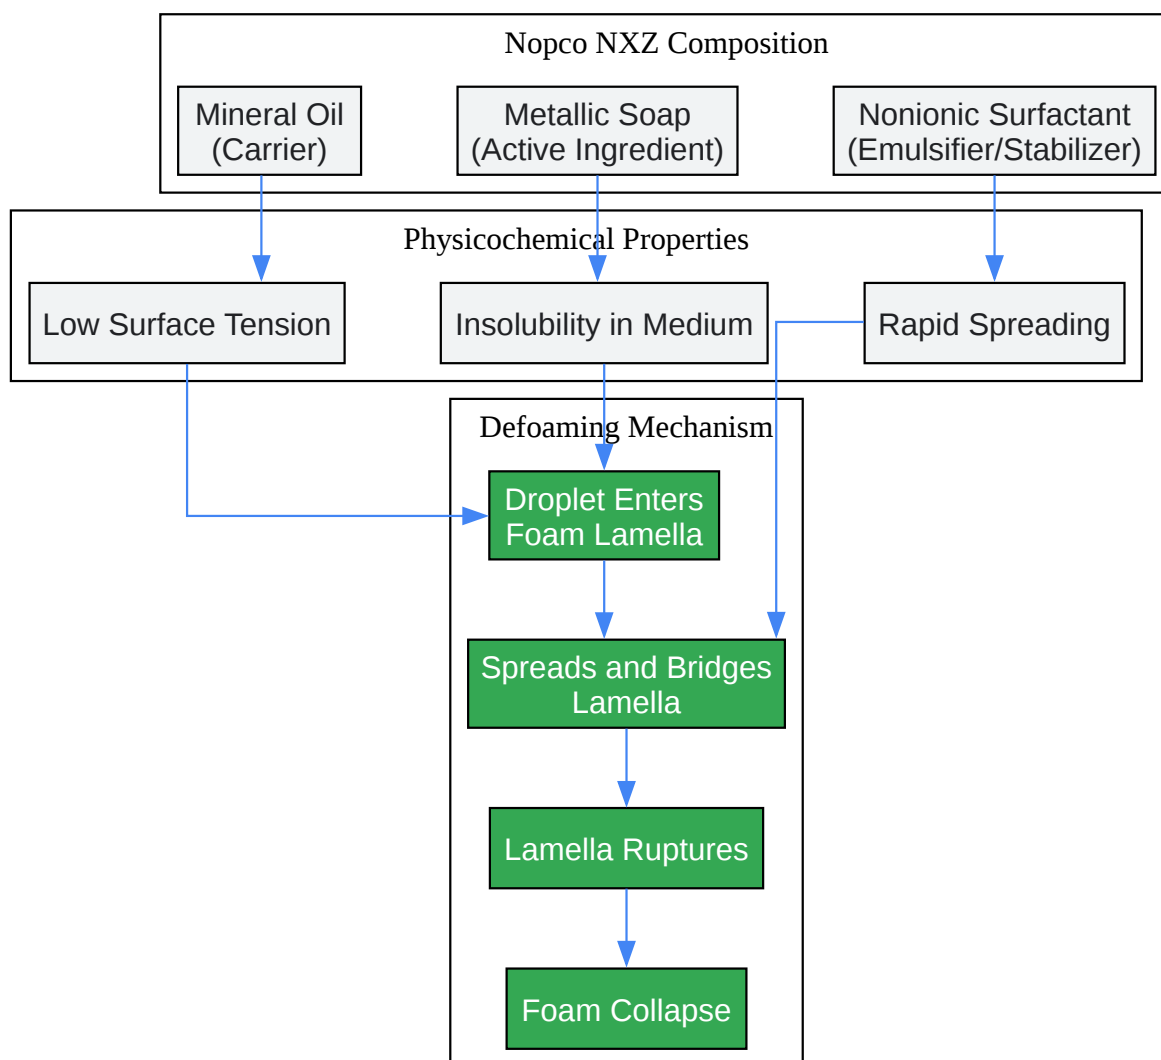 Nopco NXZ Composition
Mineral Oil
(Carrier)
Metallic Soap
(Active Ingredient)
Nonionic Surfactant
(Emulsifier/Stabilizer)
Physicochemical Properties
Low Surface Tension
Insolubility in Medium
Rapid Spreading
Defoaming Mechanism
Droplet Enters
Foam Lamella
Spreads and Bridges
Lamella
Lamella Ruptures
Foam Collapse